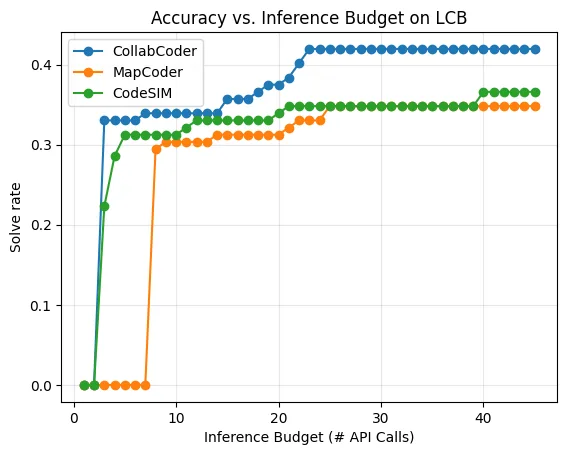 Accuracy vs. Inference Budget on LCB
CollabCoder
MapCoder
CodeSIM
Solve rate
0.4
0.3
0.2
0.1
0.0
0 10 20 30 40
Inference Budget (# API Calls)